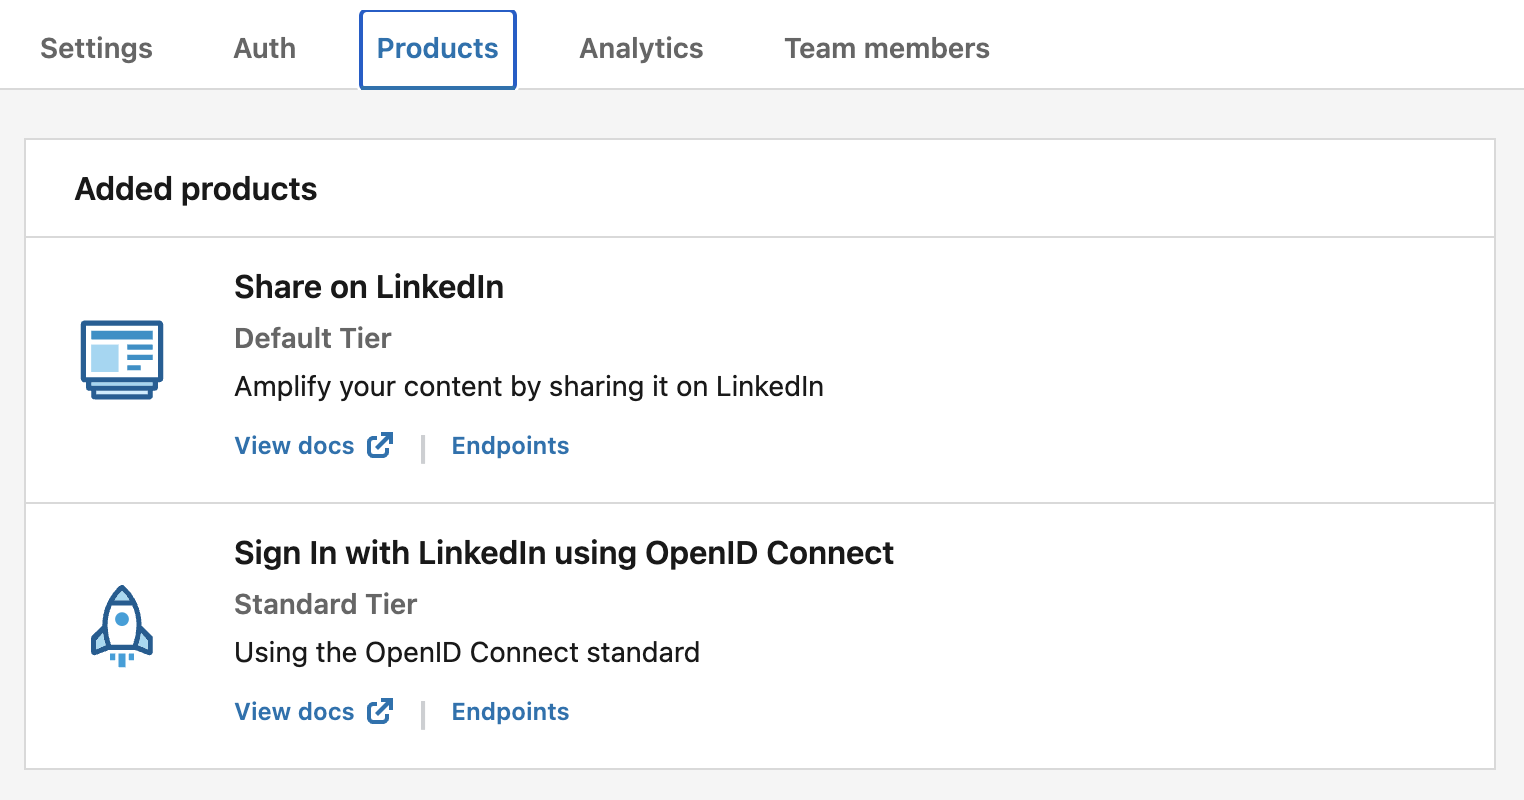 Settings Auth Products Analytics Team members
Added products
Share on LinkedIn
Default Tier
Amplify your content by sharing it on LinkedIn
View docs | Endpoints
Sign In with LinkedIn using OpenID Connect
Standard Tier
Using the OpenID Connect standard
View docs | Endpoints